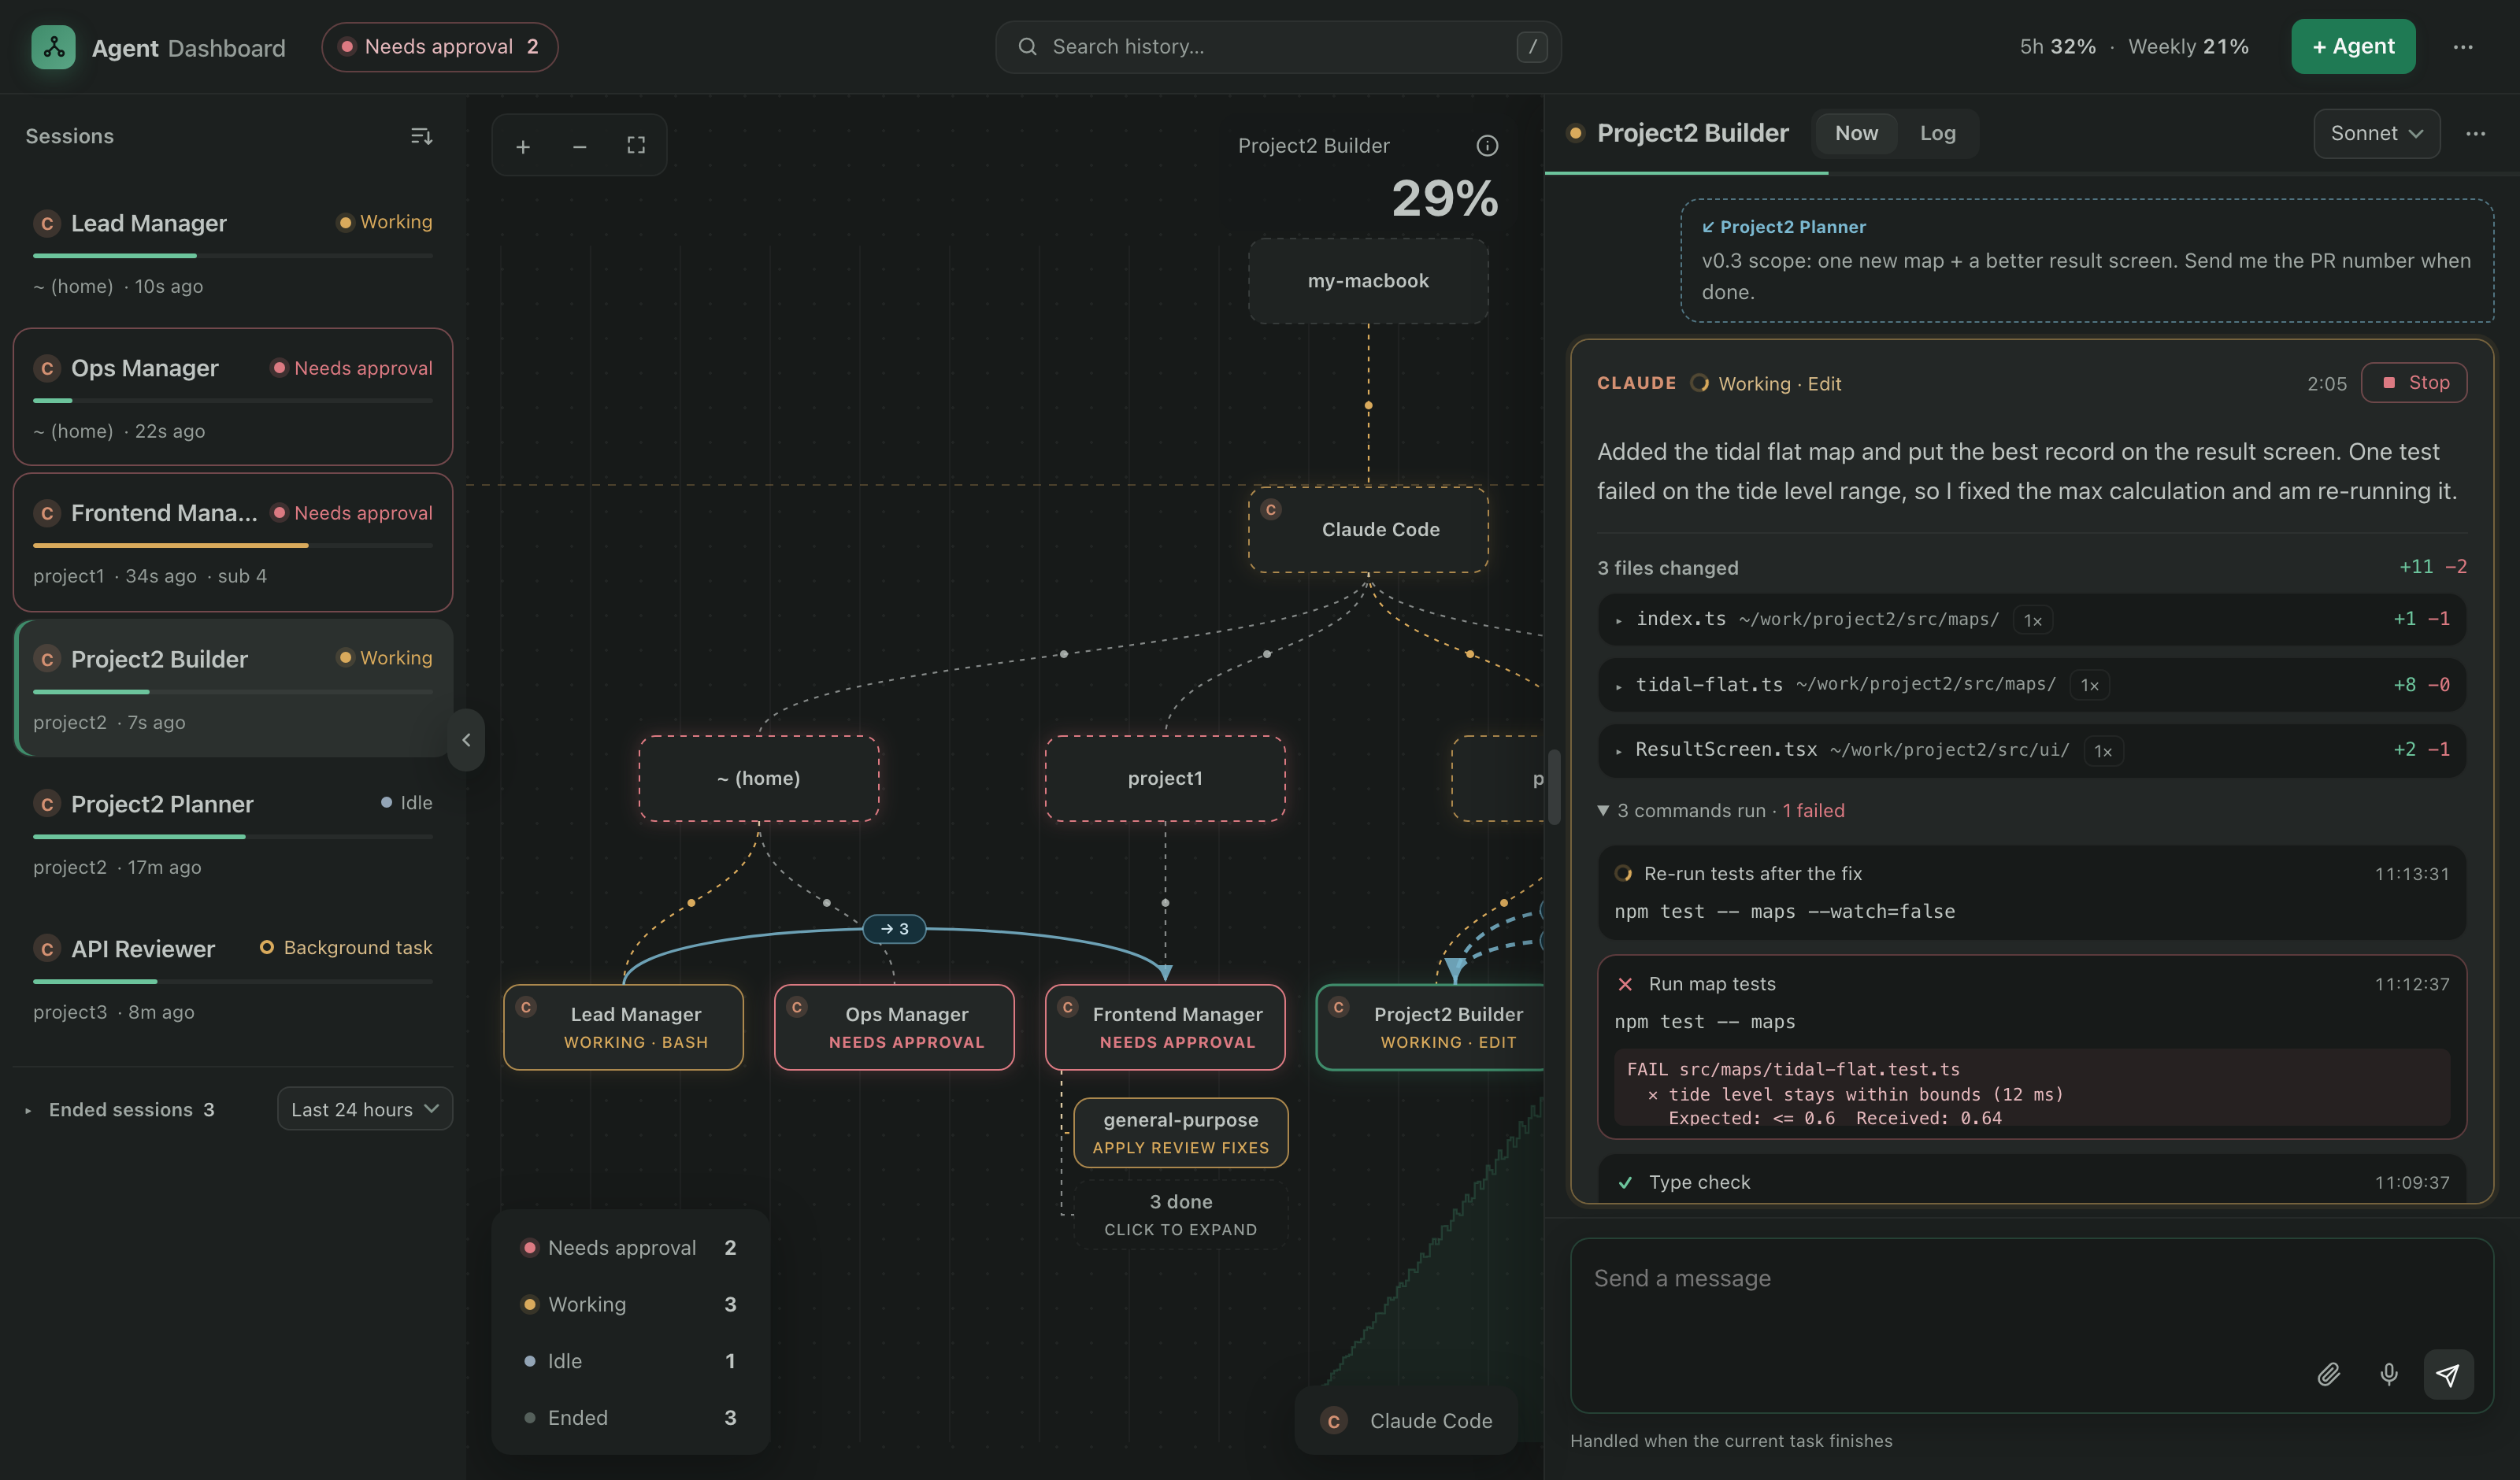 Agent Dashboard
Needs approval 2
Search history...
/
5h 32% · Weekly 21%
+ Agent
Sessions
C Lead Manager Working
~ (home) · 10s ago
C Ops Manager Needs approval
~ (home) · 22s ago
C Frontend Mana... Needs approval
project1 · 34s ago · sub 4
C Project2 Builder Working
project2 · 7s ago
C Project2 Planner Idle
project2 · 17m ago
C API Reviewer Background task
project3 · 8m ago
Ended sessions 3
Last 24 hours
+ −
Project2 Builder
29%
my-macbook
C Claude Code
~ (home)
project1
p
→ 3
C Lead Manager
WORKING · BASH
C Ops Manager
NEEDS APPROVAL
C Frontend Manager
NEEDS APPROVAL
C Project2 Builder
WORKING · EDIT
general-purpose
APPLY REVIEW FIXES
3 done
CLICK TO EXPAND
Needs approval 2
Working 3
Idle 1
Ended 3
C Claude Code
Project2 Builder
Now
Log
Sonnet
↙ Project2 Planner
v0.3 scope: one new map + a better result screen. Send me the PR number when
done.
CLAUDE Working · Edit
2:05
Stop
Added the tidal flat map and put the best record on the result screen. One test
failed on the tide level range, so I fixed the max calculation and am re-running it.
3 files changed +11 −2
▸ index.ts ~/work/project2/src/maps/ 1× +1 −1
▸ tidal-flat.ts ~/work/project2/src/maps/ 1× +8 −0
▸ ResultScreen.tsx ~/work/project2/src/ui/ 1× +2 −1
▼ 3 commands run · 1 failed
Re-run tests after the fix 11:13:31
npm test -- maps --watch=false
× Run map tests 11:12:37
npm test -- maps
FAIL src/maps/tidal-flat.test.ts
× tide level stays within bounds (12 ms)
Expected: <= 0.6 Received: 0.64
✓ Type check 11:09:37
Send a message
Handled when the current task finishes